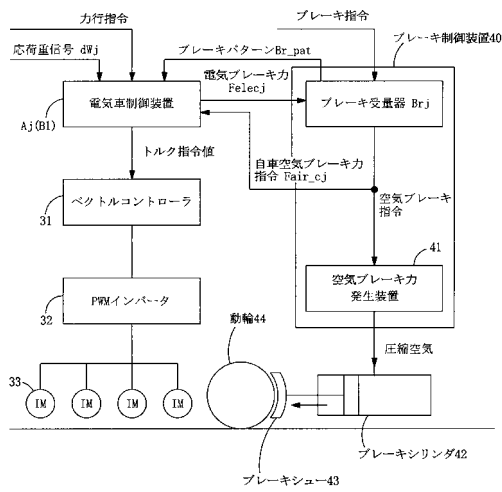 力行指令
ブレーキ指令
ブレーキ制御装置40
応荷重信号 dWj
ブレーキパターンBr_pat
電気ブレーキ力
Felecj
電気車制御装置
ブレーキ受量器 Brj
Aj(B1)
トルク指令値
自車空気ブレーキ力
指令 Fair_cj
空気ブレーキ
指令
ベクトルコントローラ
31
41
空気ブレーキ力
発生装置
PWMインバータ
32
動輪44
圧縮空気
33
IM
IM
IM
IM
ブレーキシリンダ42
ブレーキシュー43